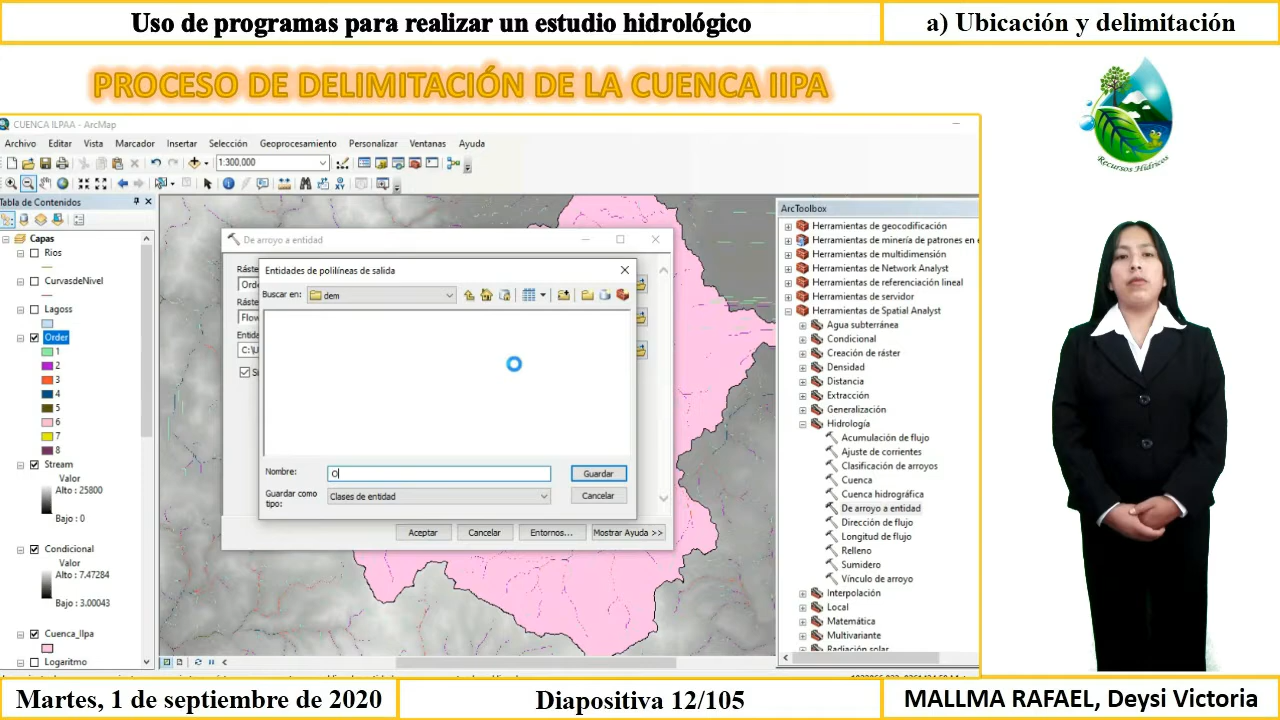 Uso de programas para realizar un estudio hidrológico
a) Ubicación y delimitación
PROCESO DE DELIMITACIÓN DE LA CUENCA IIPA
Recursos Hídricos
CUENCA ILPAA - ArcMap
Archivo Editar Vista Marcador Insertar Selección Geoprocesamiento Personalizar Ventanas Ayuda
1:300,000
Tabla de Contenidos
Capas
Rios
CurvasdeNivel
Lagoss
Order
1
2
3
4
5
6
7
8
Stream
Valor
Alto : 25800
Bajo : 0
Condicional
Valor
Alto : 7.47284
Bajo : 3.00043
Cuenca_Ilpa
Logaritmo
De arroyo a entidad
Entidades de polilíneas de salida
Buscar en:
dem
Nombre:
O
Guardar
Guardar como tipo:
Clases de entidad
Cancelar
Aceptar
Cancelar
Entornos...
Mostrar Ayuda >>
ArcToolbox
Herramientas de geocodificación
Herramientas de minería de patrones en e
Herramientas de multidimensión
Herramientas de Network Analyst
Herramientas de referenciación lineal
Herramientas de servidor
Herramientas de Spatial Analyst
Agua subterránea
Condicional
Creación de ráster
Densidad
Distancia
Extracción
Generalización
Hidrología
Acumulación de flujo
Ajuste de corrientes
Clasificación de arroyos
Cuenca
Cuenca hidrográfica
De arroyo a entidad
Dirección de flujo
Longitud de flujo
Relleno
Sumidero
Vínculo de arroyo
Interpolación
Local
Matemática
Multivariante
Radiación solar
Martes, 1 de septiembre de 2020
Diapositiva 12/105
MALLMA RAFAEL, Deysi Victoria